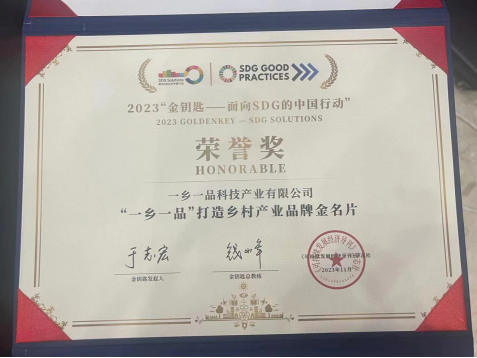 SDG Solutions
SDG GOOD
PRACTICES
2023“金钥匙——面向SDG的中国行动”
2023 GOLDENKEY — SDG SOLUTIONS
荣誉奖
HONORABLE
一乡一品科技产业有限公司
“一乡一品”打造乡村产业品牌金名片
于志宏
金钥匙发起人
金钥匙总教练
2023年11月